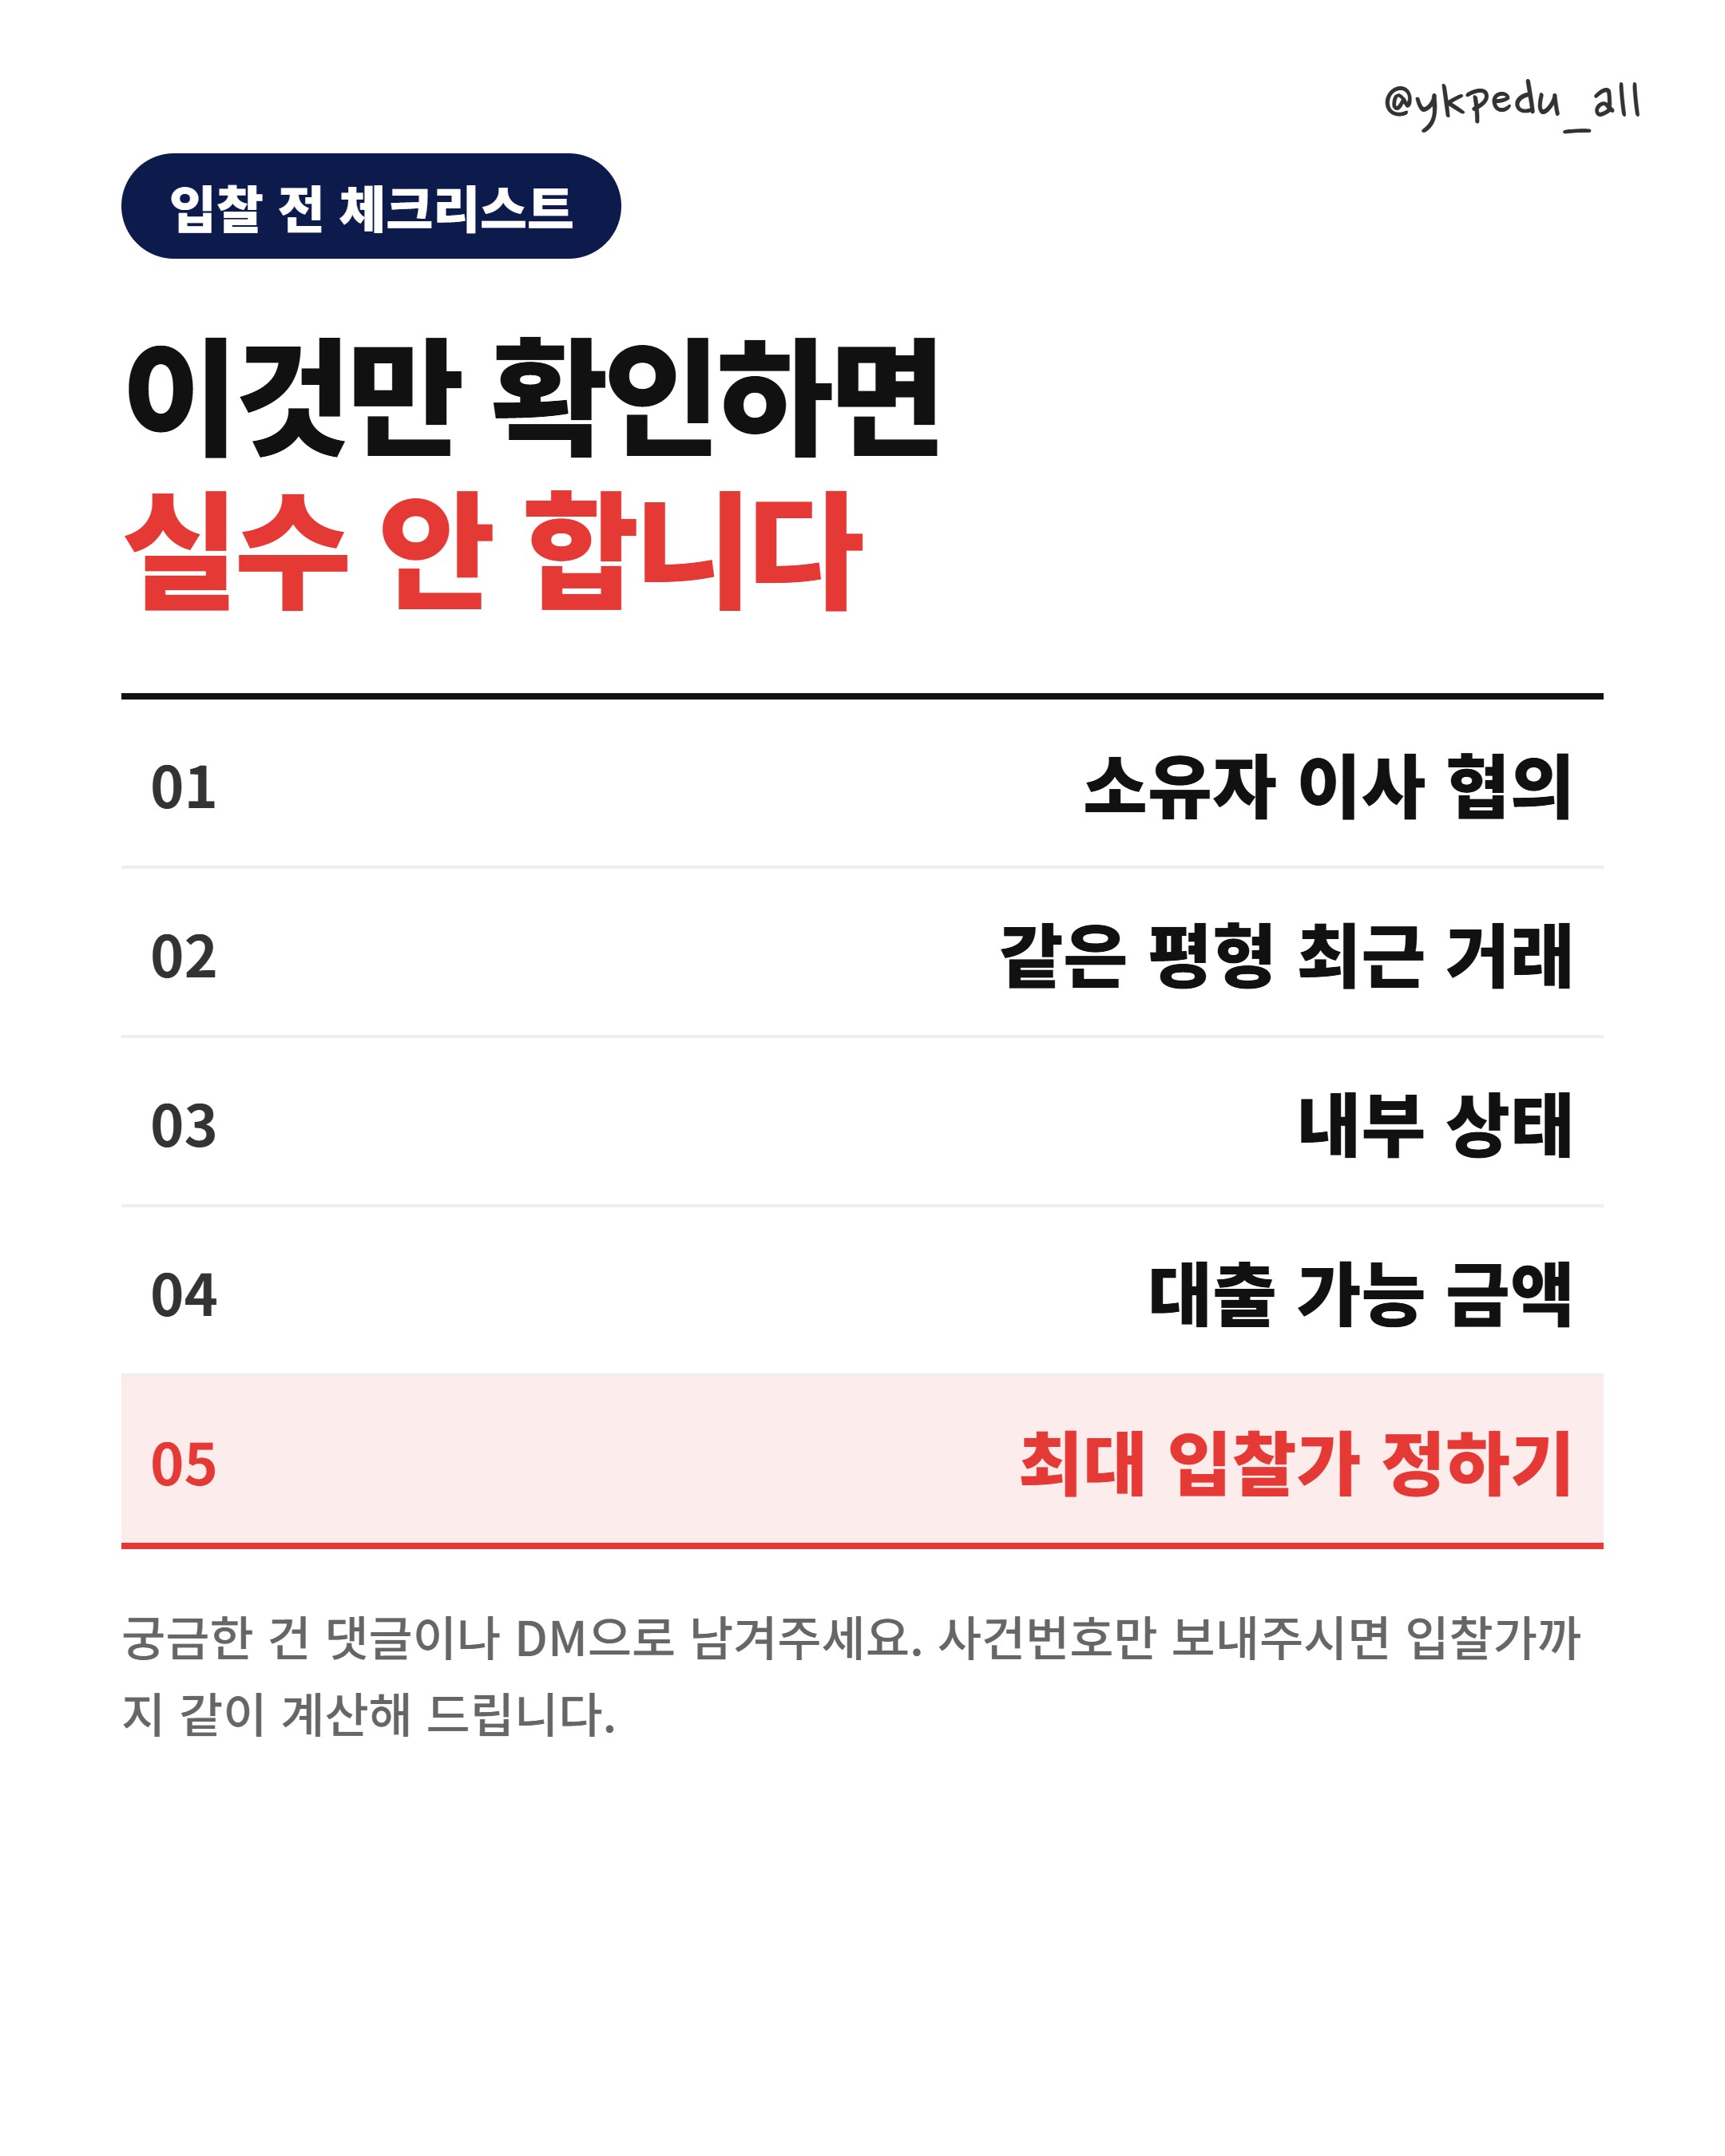 @ykpedu_all
입찰 전 체크리스트
이것만 확인하면
실수 안 합니다
01 소유자 이사 협의
02 같은 평형 최근 거래
03 내부 상태
04 대출 가능 금액
05 최대 입찰가 정하기
궁금한 건 댓글이나 DM으로 남겨주세요. 사건번호만 보내주시면 입찰가까
지 같이 계산해 드립니다.